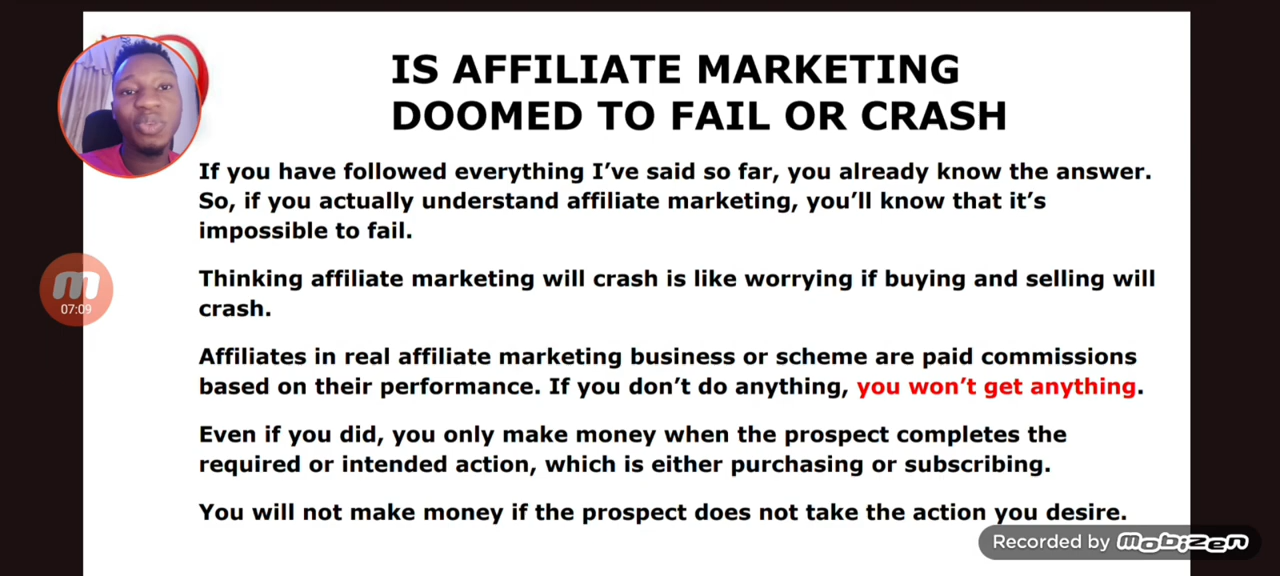 IS AFFILIATE MARKETING
DOOMED TO FAIL OR CRASH
If you have followed everything I’ve said so far, you already know the answer.
So, if you actually understand affiliate marketing, you’ll know that it’s
impossible to fail.
Thinking affiliate marketing will crash is like worrying if buying and selling will
crash.
Affiliates in real affiliate marketing business or scheme are paid commissions
based on their performance. If you don’t do anything, you won’t get anything.
Even if you did, you only make money when the prospect completes the
required or intended action, which is either purchasing or subscribing.
You will not make money if the prospect does not take the action you desire.
m
07:09
Recorded by mobizen